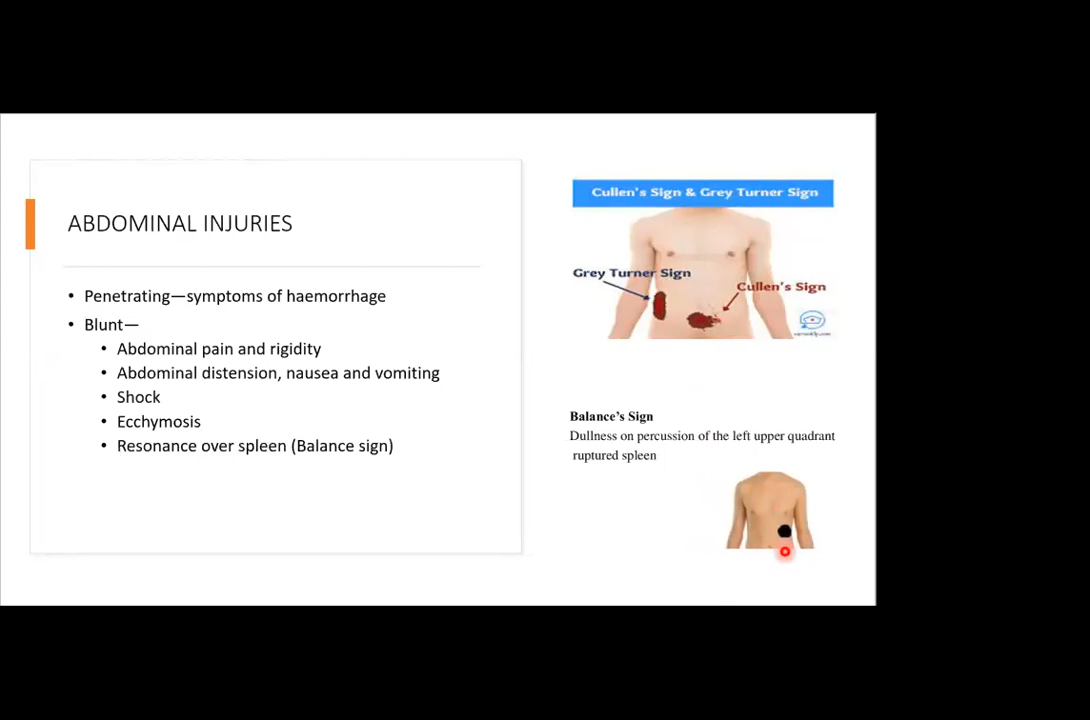 ABDOMINAL INJURIES
• Penetrating—symptoms of haemorrhage
• Blunt—
• Abdominal pain and rigidity
• Abdominal distension, nausea and vomiting
• Shock
• Ecchymosis
• Resonance over spleen (Balance sign)
Cullen's Sign & Grey Turner Sign
Grey Turner Sign
Cullen's Sign
Balance's Sign
Dullness on percussion of the left upper quadrant
ruptured spleen